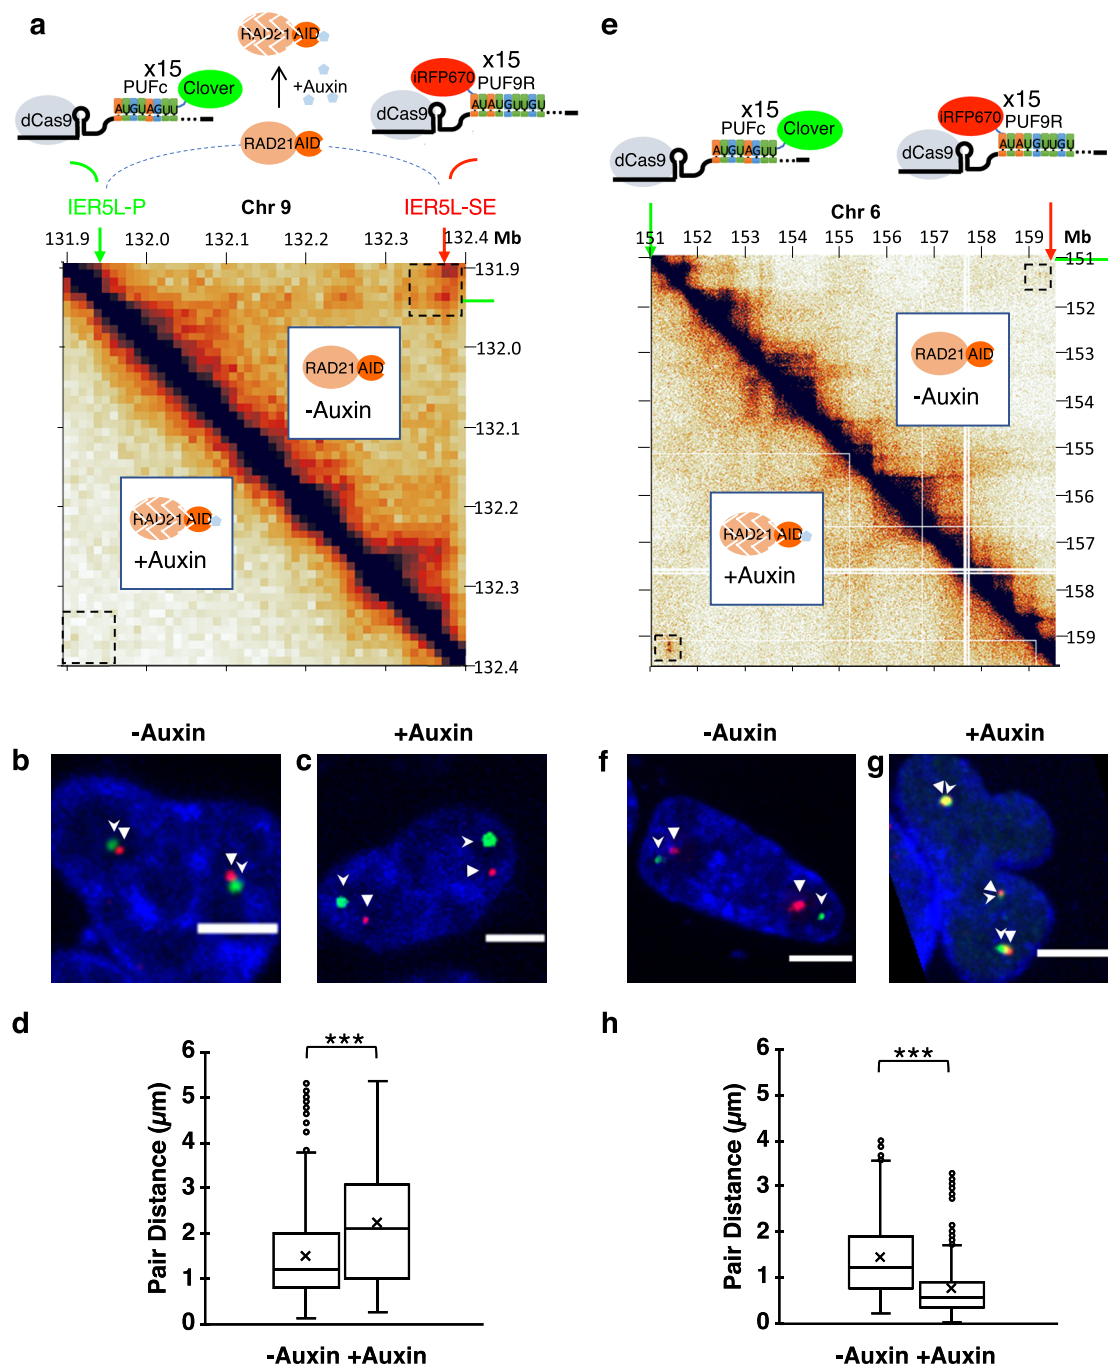 a
RAD21 AID
x15
PUFc
Clover
+Auxin
iRFP670
x15
PUF9R
dCas9
AUGUAGUU
dCas9
AUAUGUUGU
RAD21 AID
IER5L-P
Chr 9
IER5L-SE
131.9 132.0 132.1 132.2 132.3 132.4 Mb
131.9
132.0
132.1
132.2
132.3
132.4
RAD21 AID
-Auxin
RAD21 AID
+Auxin
e
x15
PUFc
Clover
iRFP670
x15
PUF9R
dCas9
AUGUAGUU
dCas9
AUAUGUUGU
Chr 6
151 152 153 154 155 156 157 158 159 Mb
151
152
153
154
155
156
157
159
RAD21 AID
-Auxin
RAD21 AID
+Auxin
b
-Auxin
c
+Auxin
f
-Auxin
g
+Auxin
d
***
Pair Distance (µm)
6
5
4
3
2
1
0
-Auxin +Auxin
h
***
Pair Distance (µm)
6
5
4
3
2
1
0
-Auxin +Auxin